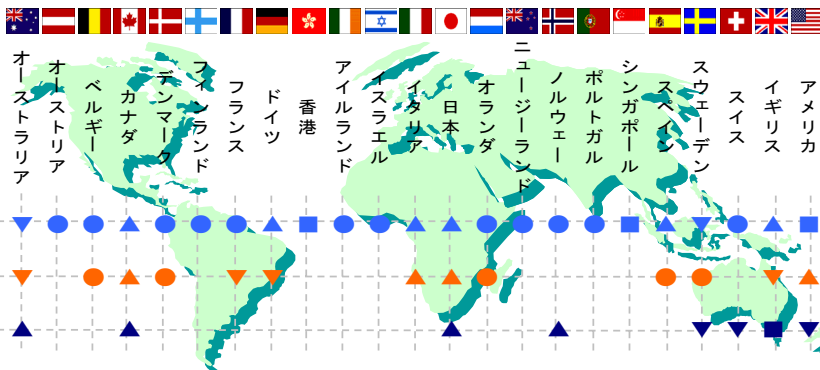 オーストラリア
オーストリア
ベルギー
カナダ
デンマーク
フィンランド
フランス
ドイツ
香港
アイルランド
イスラエル
イタリア
日本
オランダ
ニュージーランド
ノルウェー
ポルトガル
シンガポール
スペイン
スウェーデン
スイス
イギリス
アメリカ